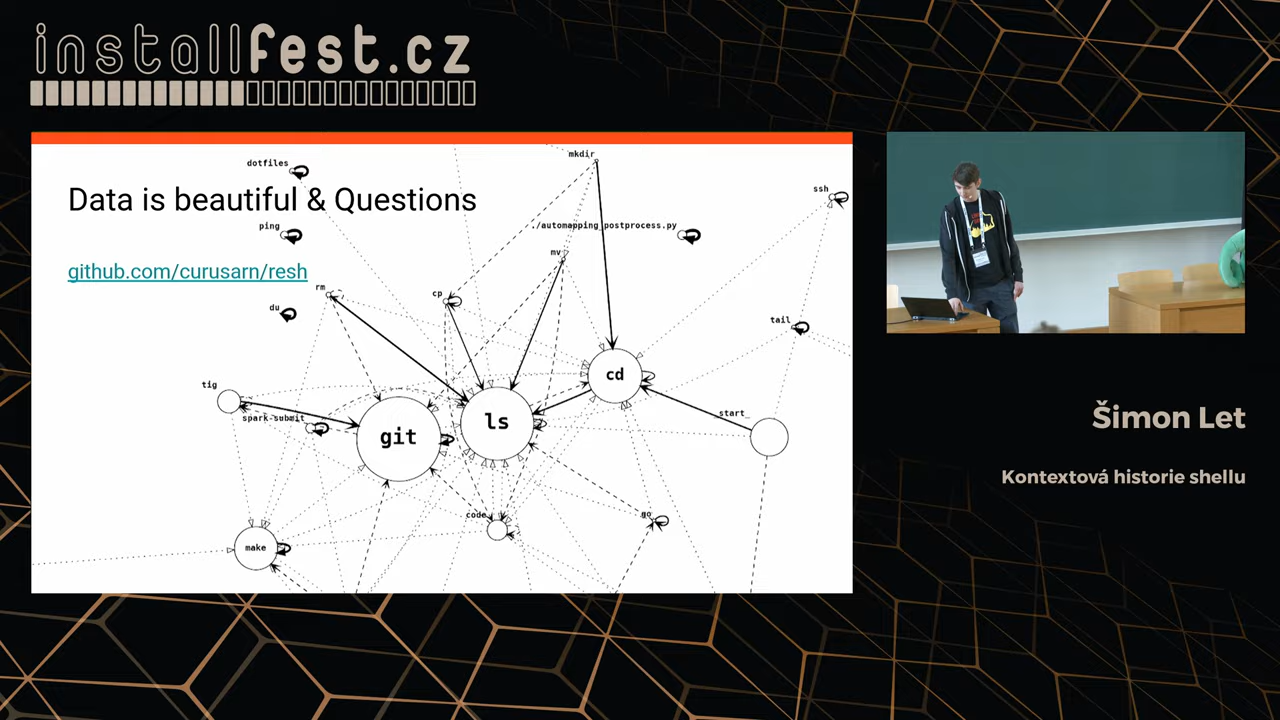 installfest.cz
dotfiles
mkdir
Data is beautiful & Questions
ssh
ping
./automapping_postprocess.py
mv
github.com/curusarn/resh
rm
cp
du
tail
cd
tig
start_
spark-submit
ls
git
Šimon Let
Kontextová historie shellu
code
go
make